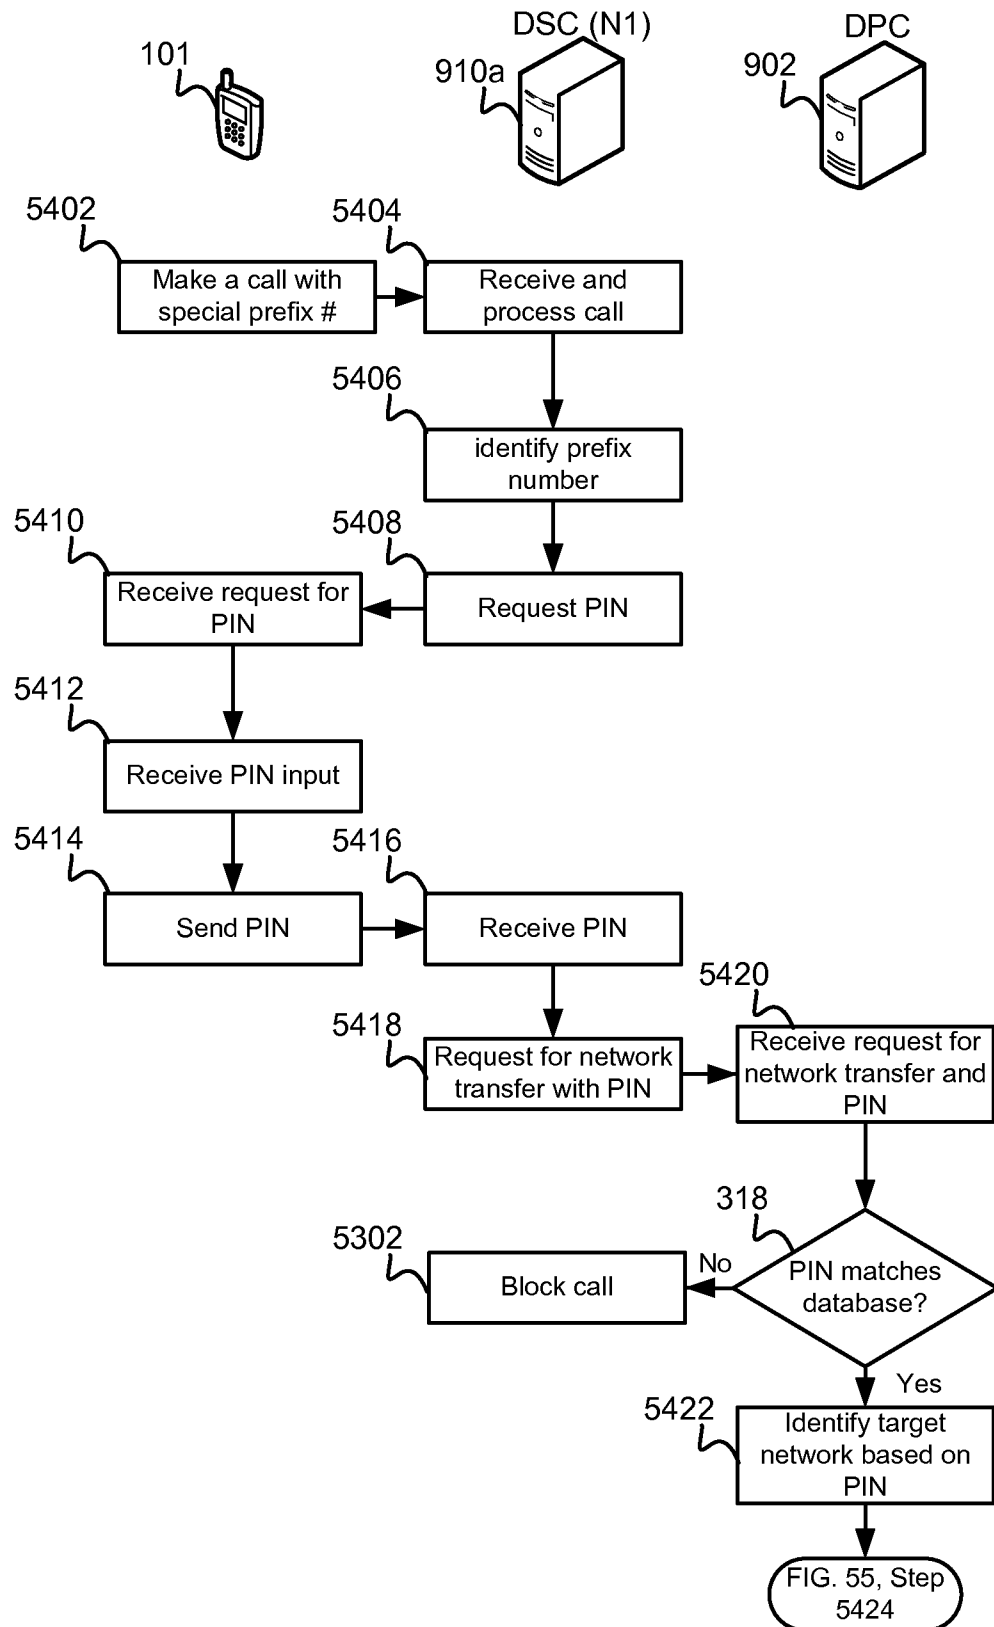 DSC (N1)
DPC
101
910a
902
5402
5404
Make a call with
special prefix #
Receive and
process call
5406
identify prefix
number
5410
5408
Receive request for
PIN
Request PIN
5412
Receive PIN input
5414
5416
Send PIN
Receive PIN
5420
5418
Request for network
transfer with PIN
Receive request for
network transfer and
PIN
318
5302
No
Block call
PIN matches
database?
Yes
5422
Identify target
network based on
PIN
FIG. 55, Step
5424